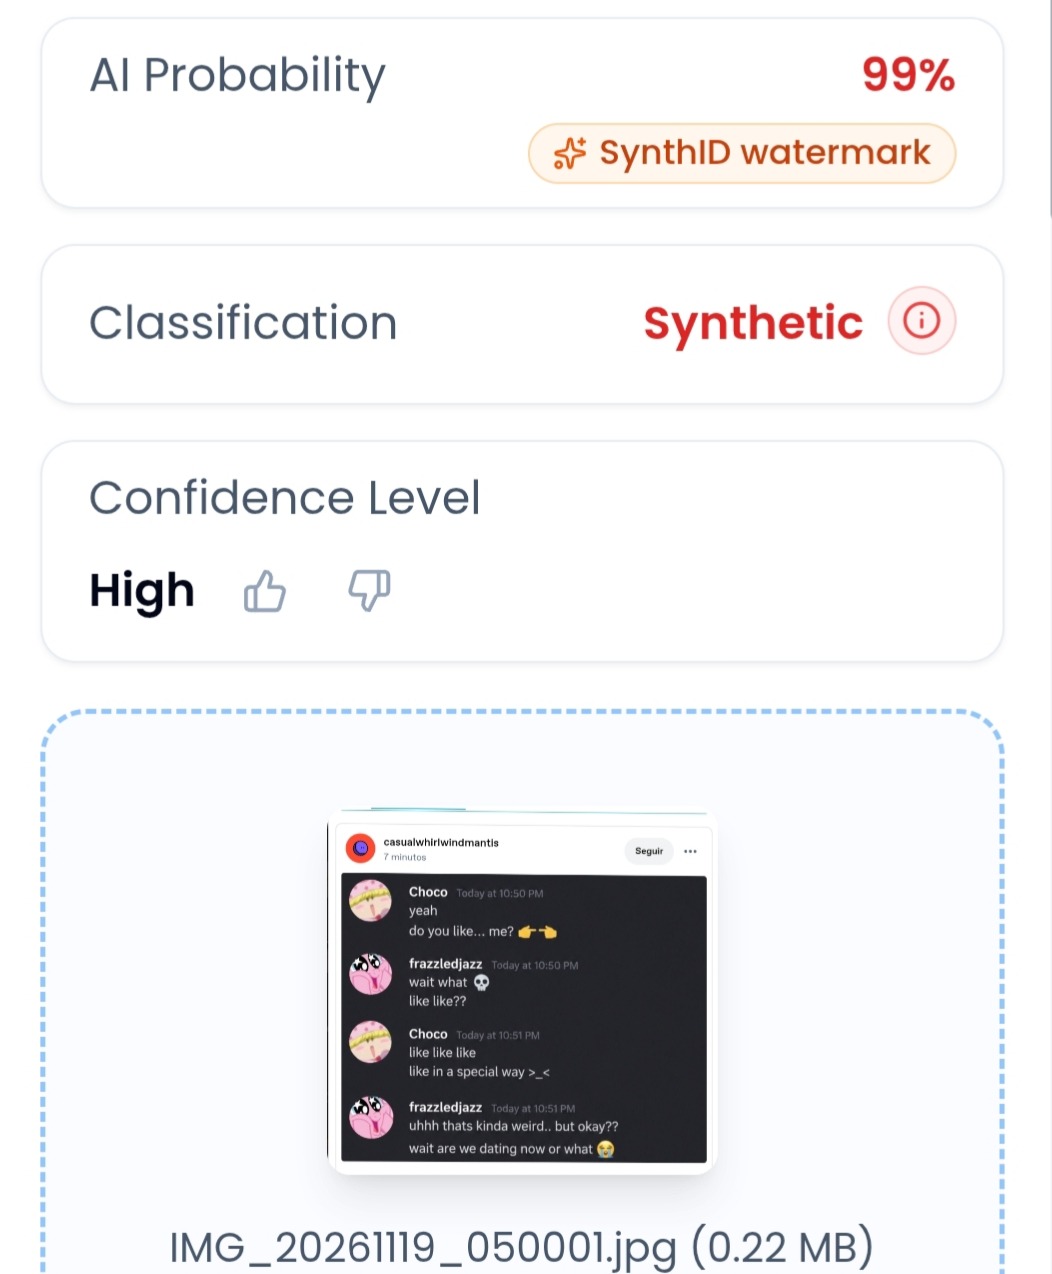 AI Probability 99%
SynthID watermark
Classification Synthetic
Confidence Level
High
casualwhirlwindmantis
7 minutos
Seguir
Choco Today at 10:50 PM
yeah
do you like... me? 👉👈
frazzledjazz Today at 10:50 PM
wait what 💀
like like??
Choco Today at 10:51 PM
like like like
like in a special way >_<
frazzledjazz Today at 10:51 PM
uhhh thats kinda weird.. but okay??
wait are we dating now or what 😭
IMG_20261119_050001.jpg (0.22 MB)